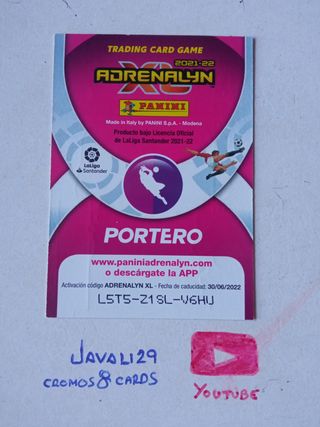 TRADING CARD GAME
2021-22
ADRENALYN
XL
PANINI
Made in Italy by PANINI S.p.A. - Modena
Producto bajo Licencia Oficial
de LaLiga Santander 2021-22
LaLiga
Santander
PORTERO
www.paniniadrenalyn.com
o descárgate la APP
Activación código ADRENALYN XL - Fecha de caducidad: 30/06/2022
L5T5-Z1SL-V6HU
JAVALI29
CROMOS & CARDS
YOUTUBE